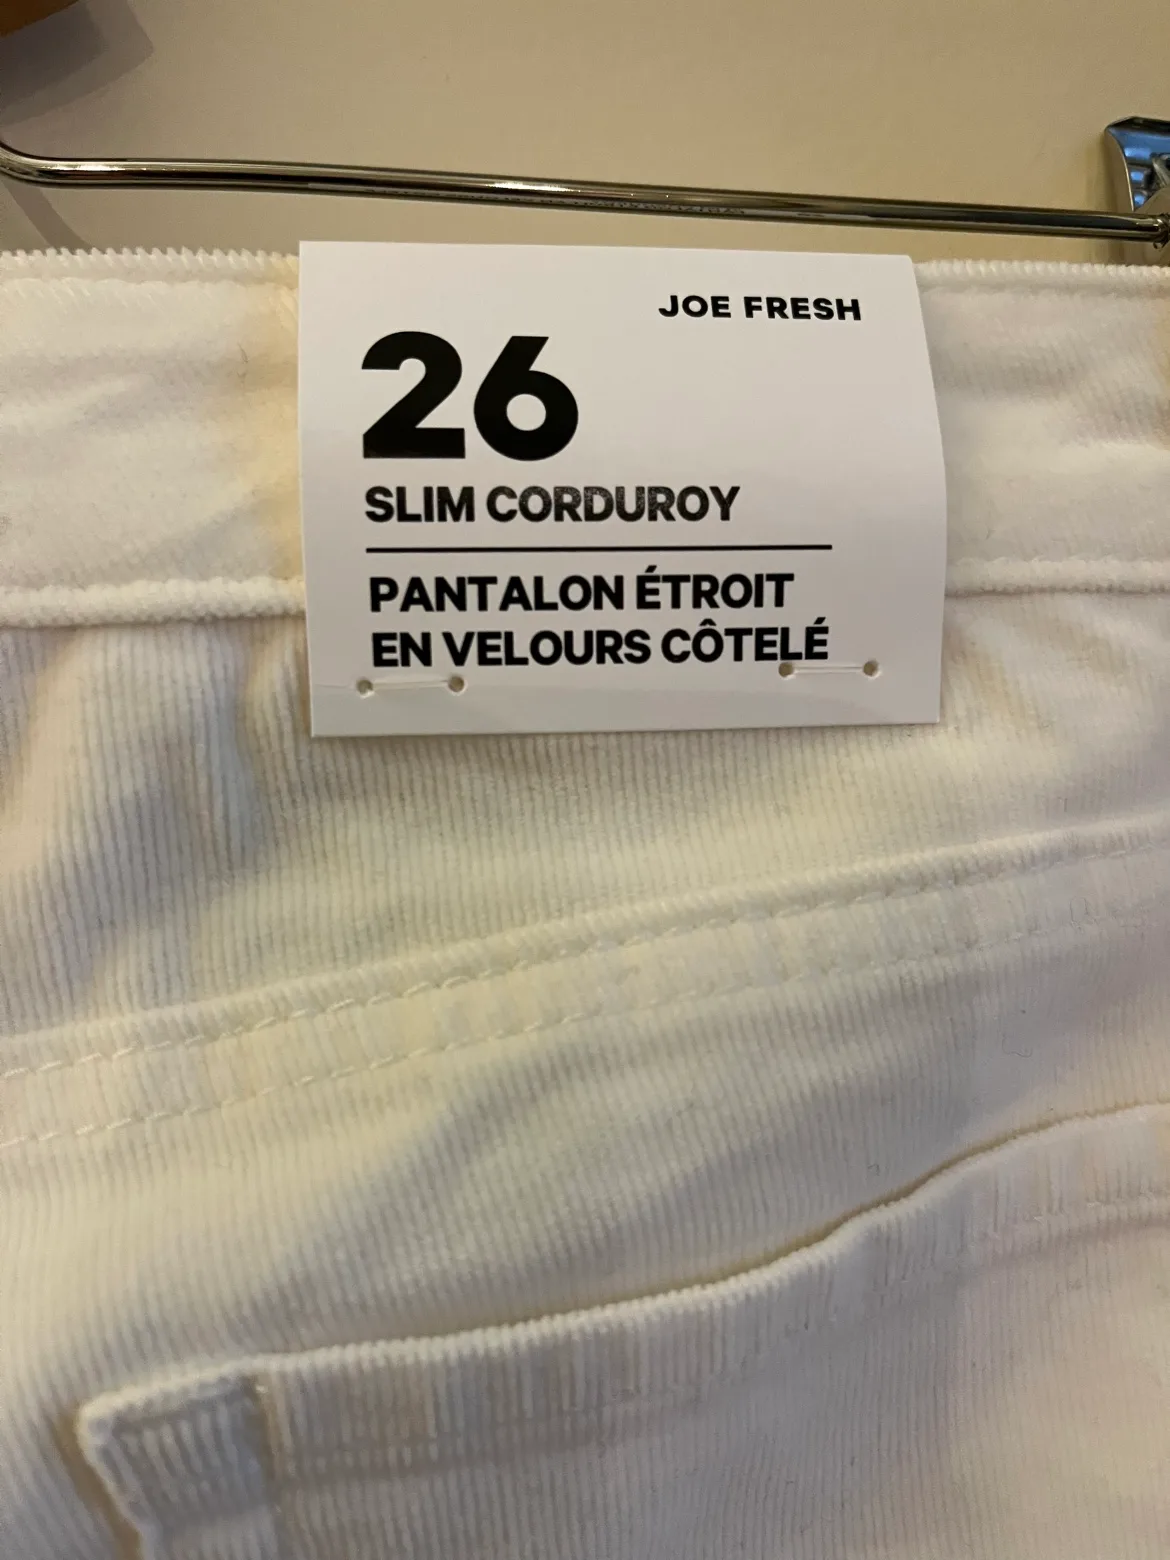 JOE FRESH
26
SLIM CORDUROY
PANTALON ÉTROIT
EN VELOURS CÔTELÉ